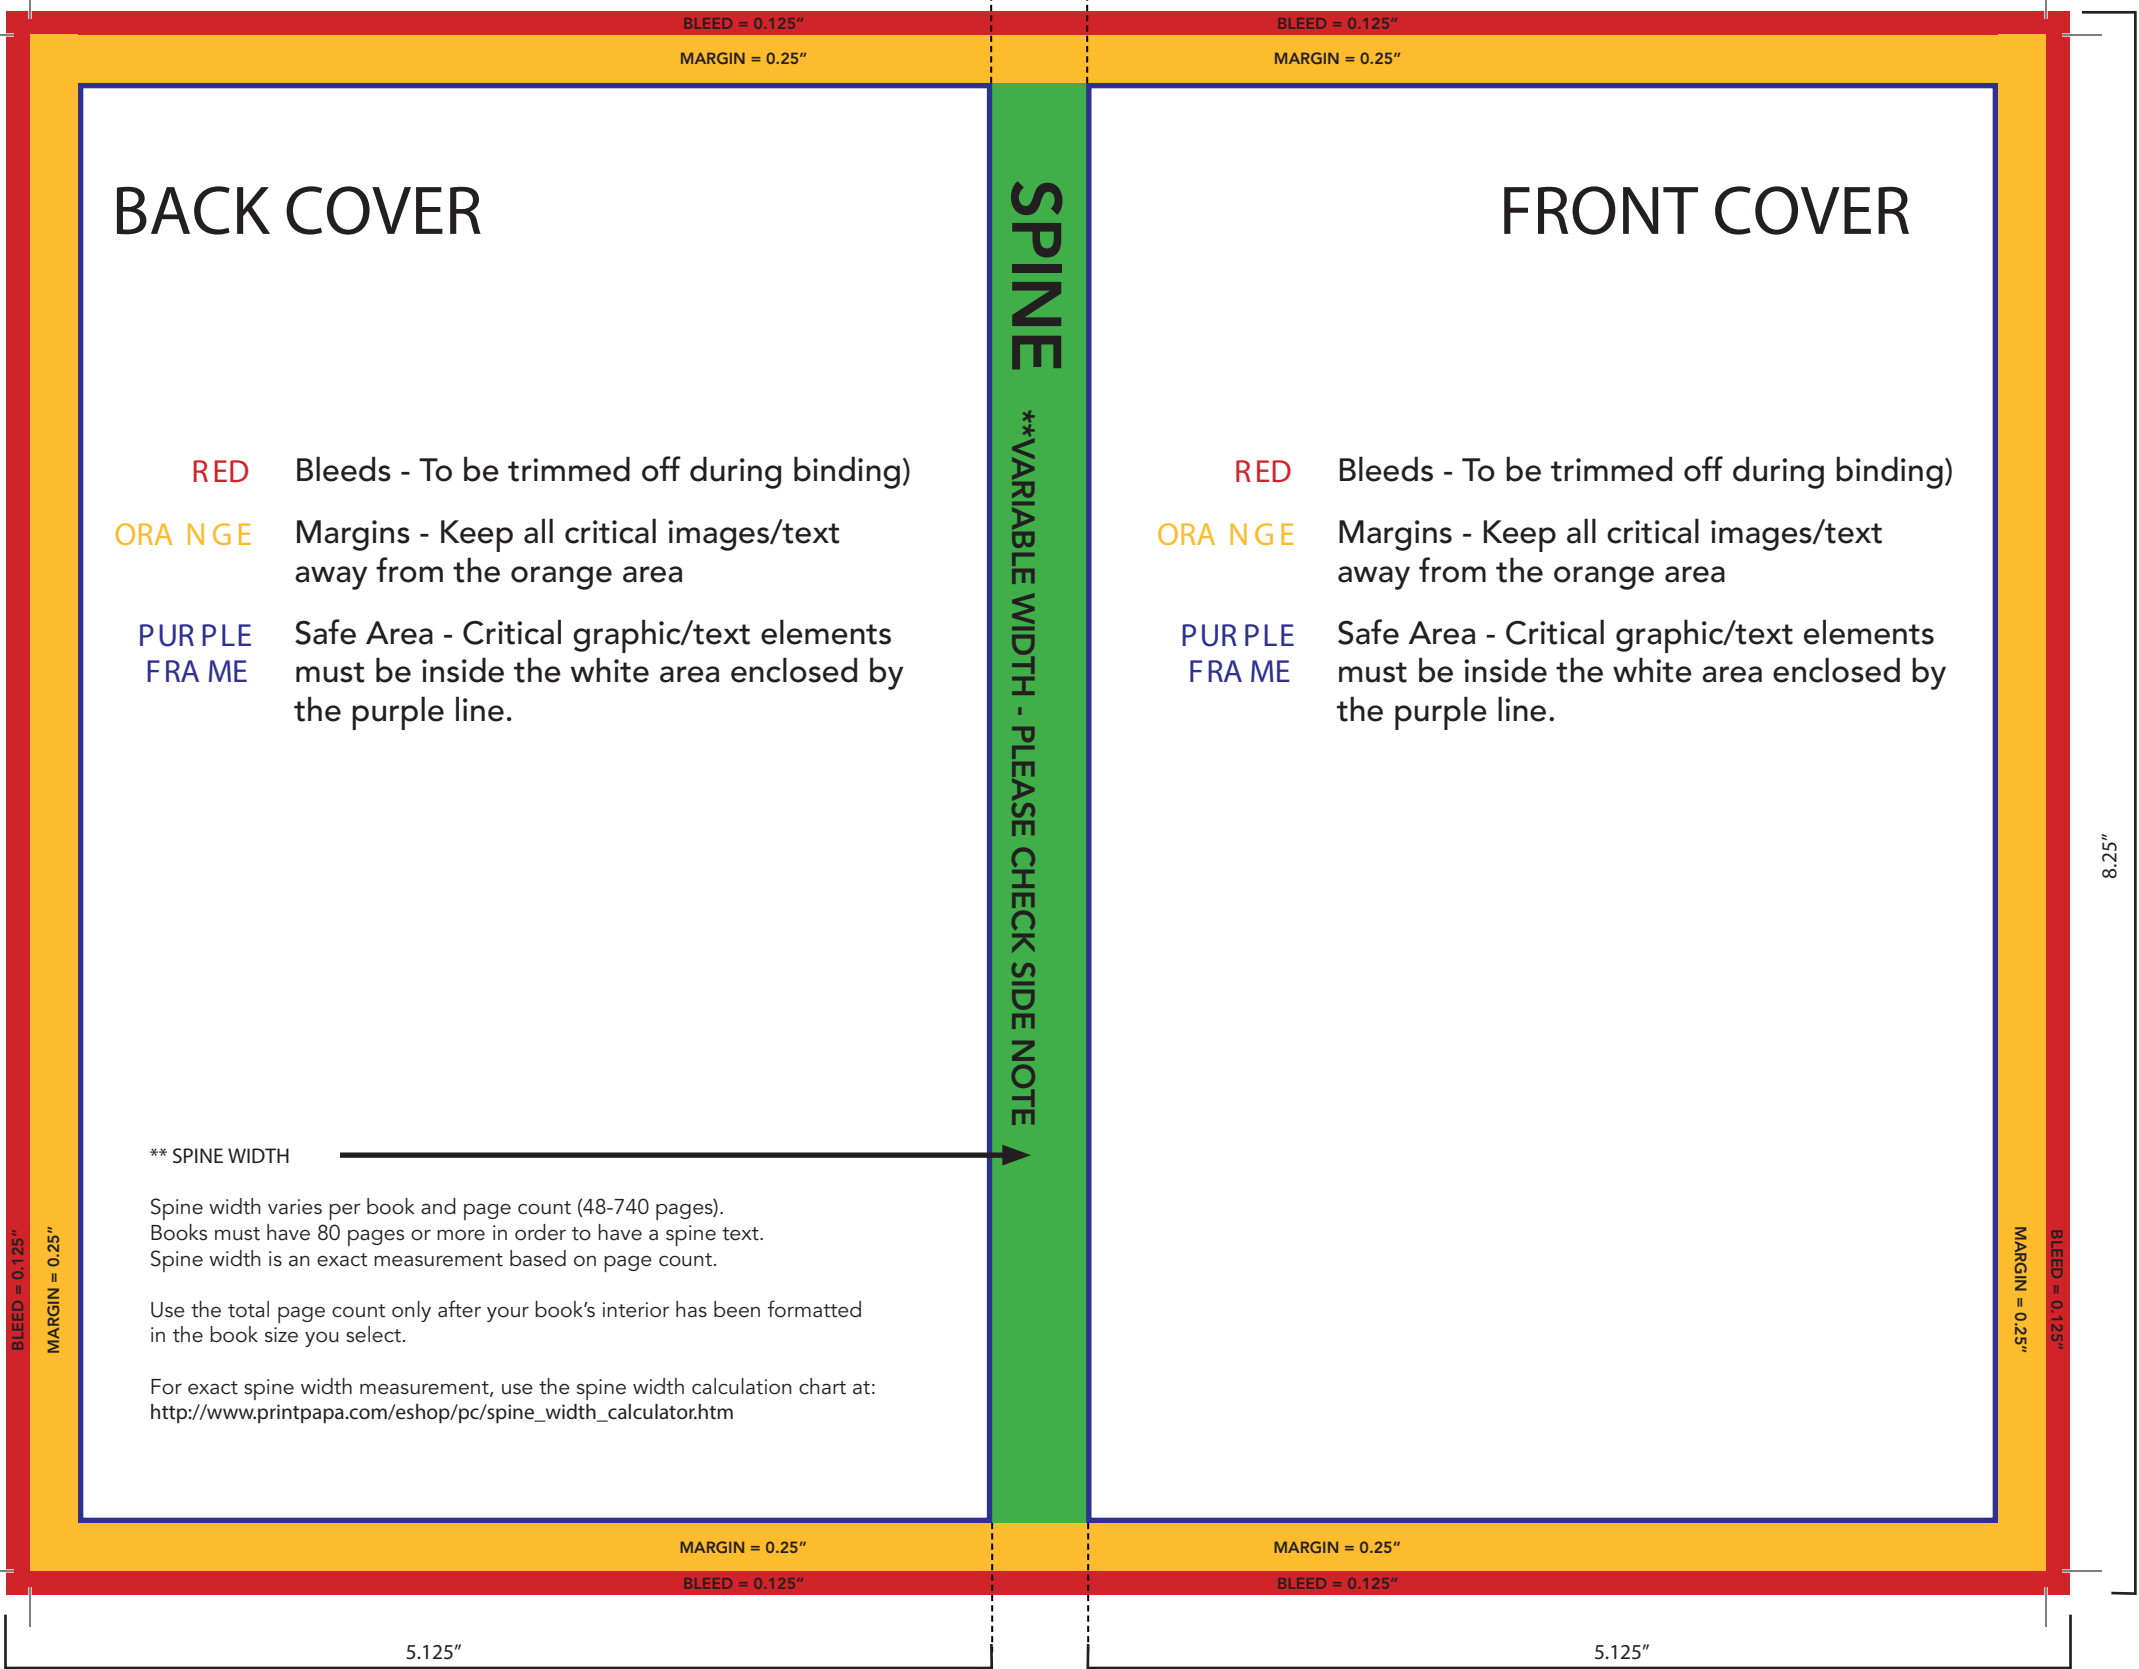 BLEED = 0.125”
BLEED = 0.125”
MARGIN = 0.25”
MARGIN = 0.25”
BACK COVER
RED Bleeds - To be trimmed off during binding)
ORA NGE Margins - Keep all critical images/text
away from the orange area
PUR PLE Safe Area - Critical graphic/text elements
FRA ME must be inside the white area enclosed by
the purple line.
** SPINE WIDTH
Spine width varies per book and page count (48-740 pages).
Books must have 80 pages or more in order to have a spine text.
Spine width is an exact measurement based on page count.
Use the total page count only after your book’s interior has been formatted
in the book size you select.
For exact spine width measurement, use the spine width calculation chart at:
http://www.printpapa.com/eshop/pc/spine_width_calculator.htm
BLEED = 0.125”
MARGIN = 0.25”
SPINE **VARIABLE WIDTH - PLEASE CHECK SIDE NOTE
FRONT COVER
RED Bleeds - To be trimmed off during binding)
ORA NGE Margins - Keep all critical images/text
away from the orange area
PUR PLE Safe Area - Critical graphic/text elements
FRA ME must be inside the white area enclosed by
the purple line.
MARGIN = 0.25”
BLEED = 0.125”
8.25”
MARGIN = 0.25”
MARGIN = 0.25”
BLEED = 0.125”
BLEED = 0.125”
5.125”
5.125”